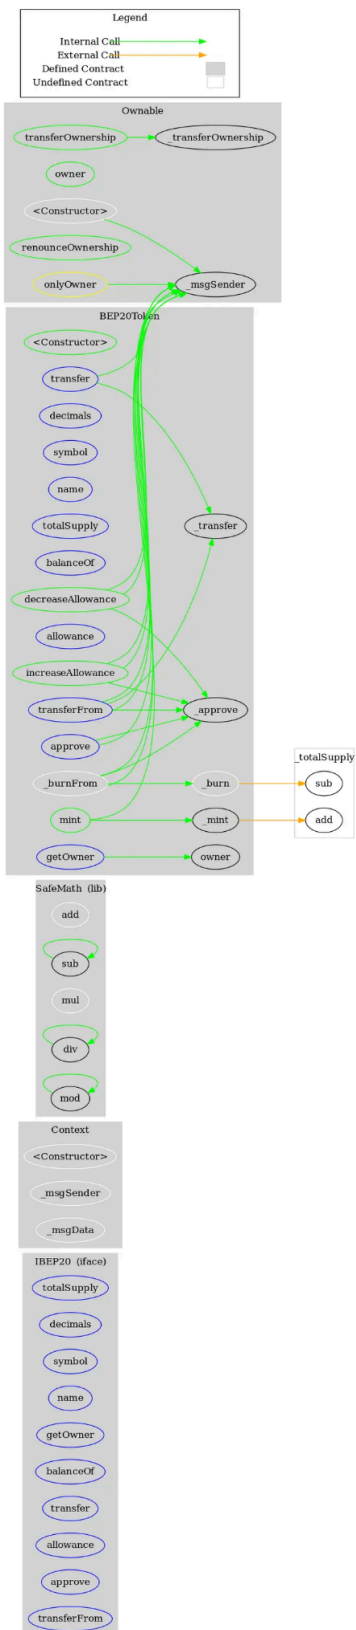 Legend
Internal Call
External Call
Defined Contract
Undefined Contract
Ownable
transferOwnership
_transferOwnership
owner
<Constructor>
renounceOwnership
onlyOwner
_msgSender
BEP20Token
<Constructor>
transfer
decimals
symbol
name
totalSupply
_transfer
balanceOf
decreaseAllowance
allowance
increaseAllowance
transferFrom
_approve
approve
_totalSupply
_burnFrom
_burn
sub
mint
_mint
add
getOwner
owner
SafeMath (lib)
add
sub
mul
div
mod
Context
<Constructor>
_msgSender
_msgData
IBEP20 (iface)
totalSupply
decimals
symbol
name
getOwner
balanceOf
transfer
allowance
approve
transferFrom